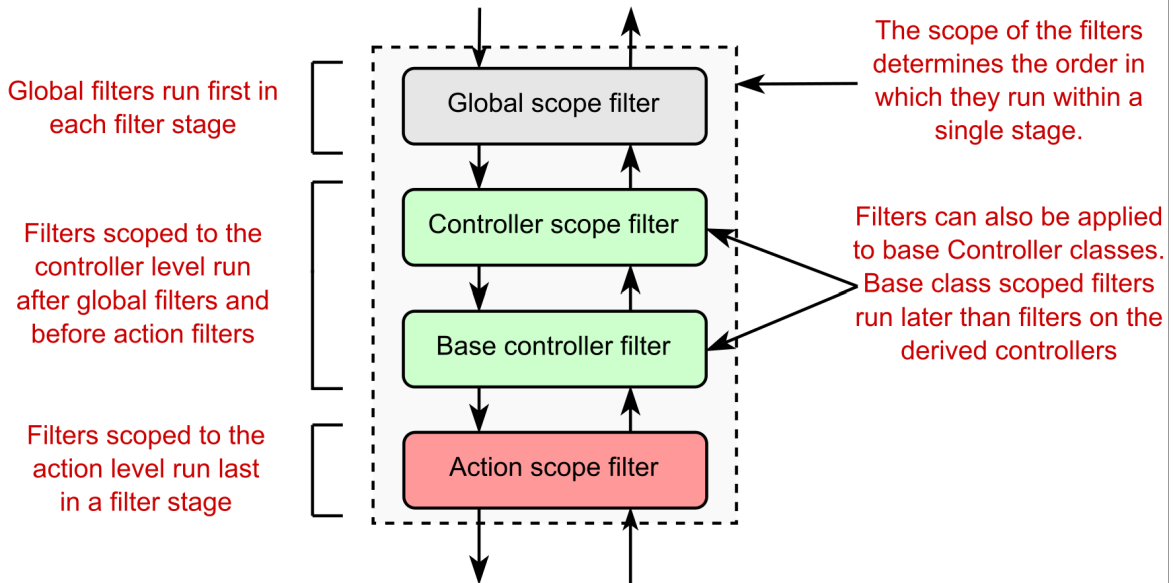 Global filters run first in
each filter stage
Filters scoped to the
controller level run
after global filters and
before action filters
Filters scoped to the
action level run last
in a filter stage
Global scope filter
Controller scope filter
Base controller filter
Action scope filter
The scope of the filters
determines the order in
which they run within a
single stage.
Filters can also be applied
to base Controller classes.
Base class scoped filters
run later than filters on the
derived controllers